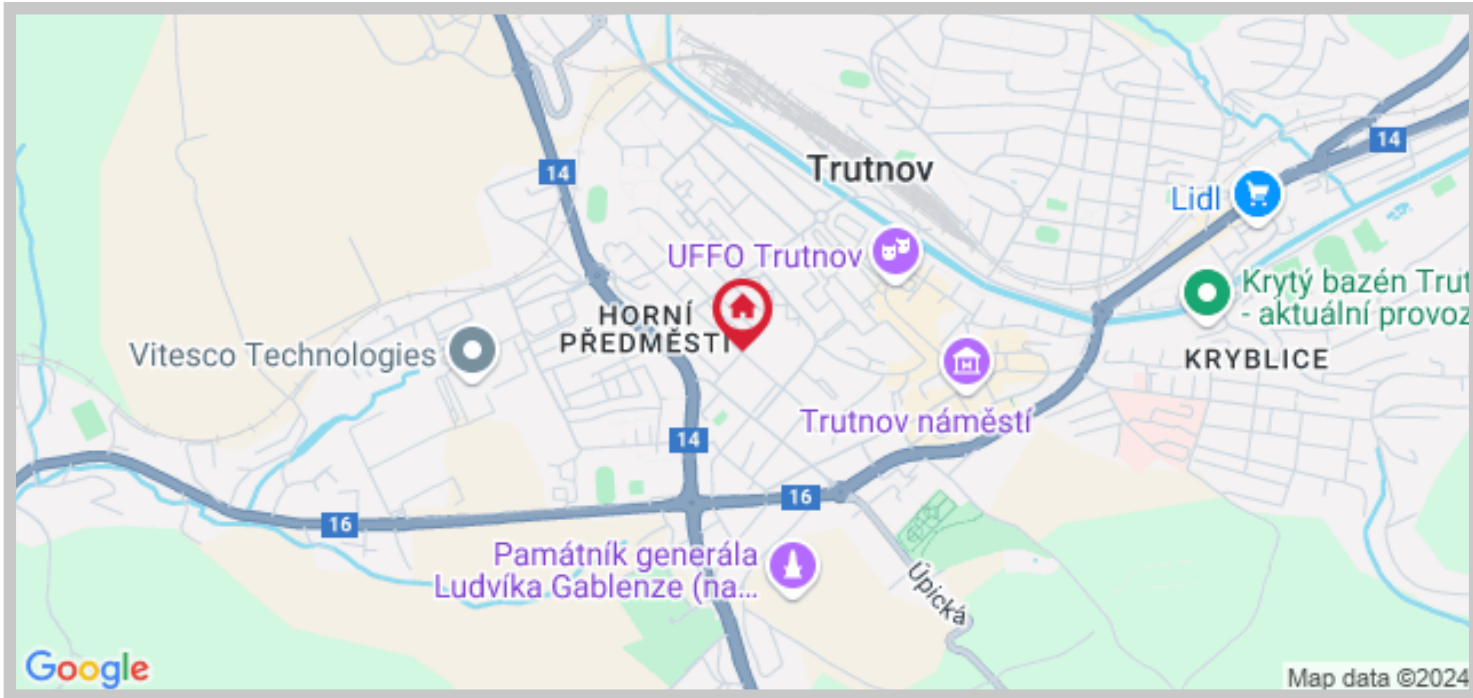 14
Trutnov
14
Lidl
UFFO Trutnov
Krytý bazén Trut
- aktuální provoz
HORNÍ
PŘEDMĚSTÍ
Vitesco Technologies
KRYBLICE
Trutnov náměstí
14
16
16
Památník generála
Ludvíka Gablenze (na...
Úpická
Google
Map data ©2024